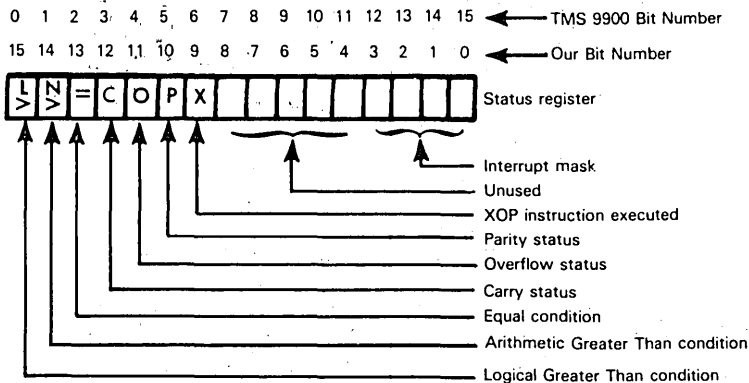 0 1 2 3 4 5 6 7 8 9 10 11 12 13 14 15 TMS 9900 Bit Number
15 14 13 12 11 10 9 8 7 6 5 4 3 2 1 0 Our Bit Number
L> N> = C O P X Status register
Interrupt mask
Unused
XOP instruction executed
Parity status
Overflow status
Carry status
Equal condition
Arithmetic Greater Than condition
Logical Greater Than condition